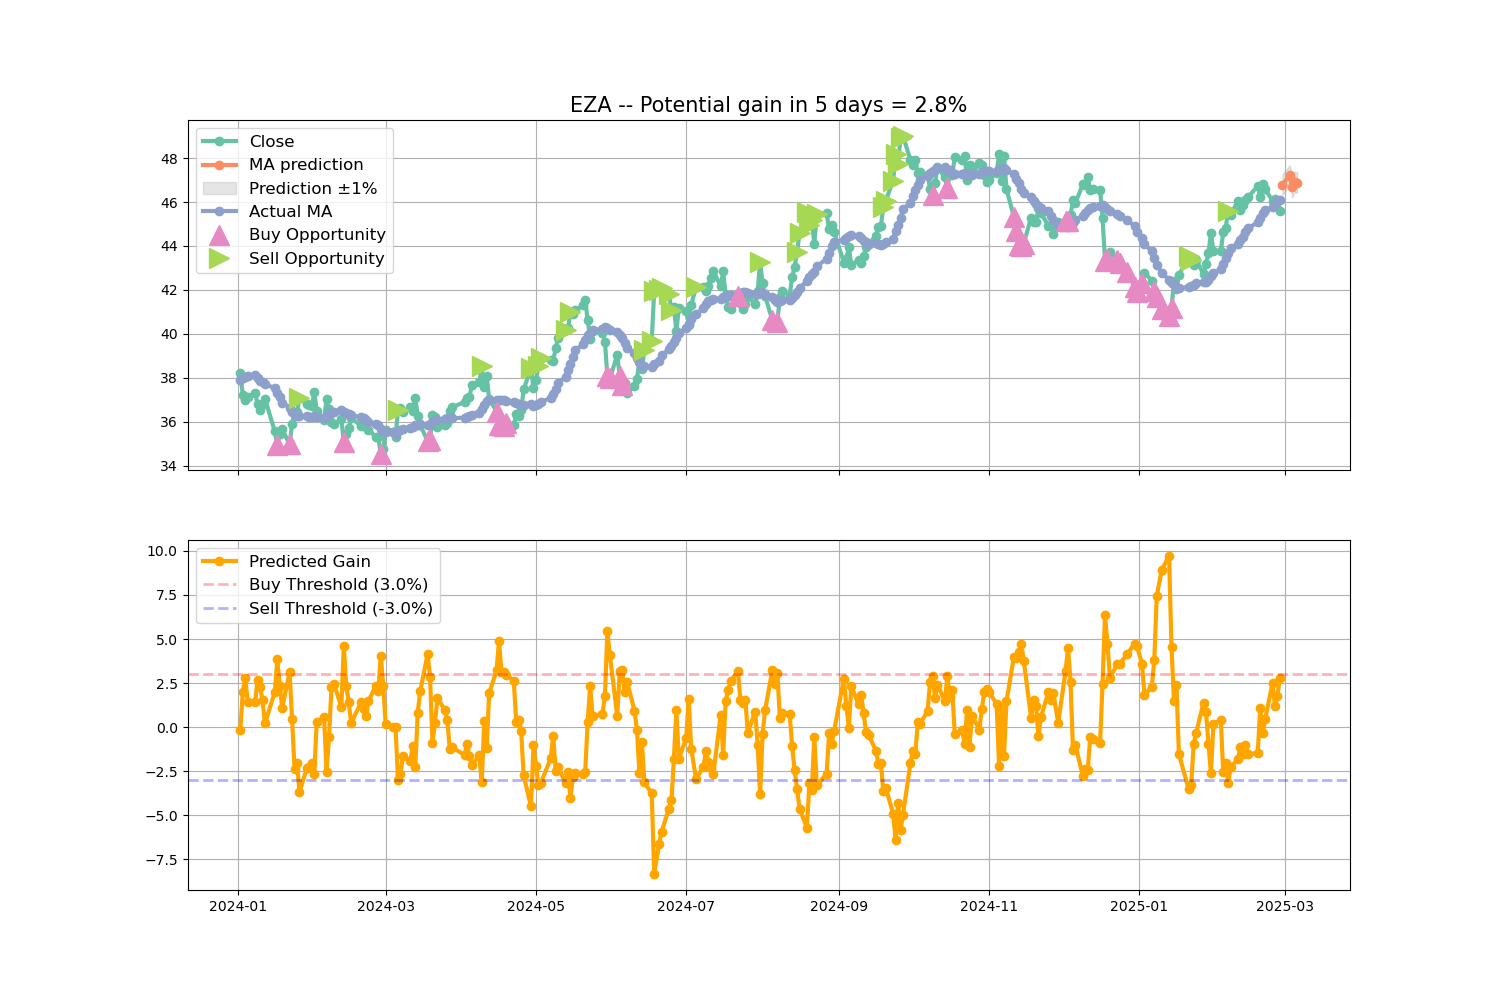 EZA -- Potential gain in 5 days = 2.8%
Close
MA prediction
Prediction ±1%
Actual MA
Buy Opportunity
Sell Opportunity
48
46
44
42
40
38
36
34
Predicted Gain
Buy Threshold (3.0%)
Sell Threshold (-3.0%)
10.0
7.5
5.0
2.5
0.0
−2.5
−5.0
−7.5
2024-01 2024-03 2024-05 2024-07 2024-09 2024-11 2025-01 2025-03